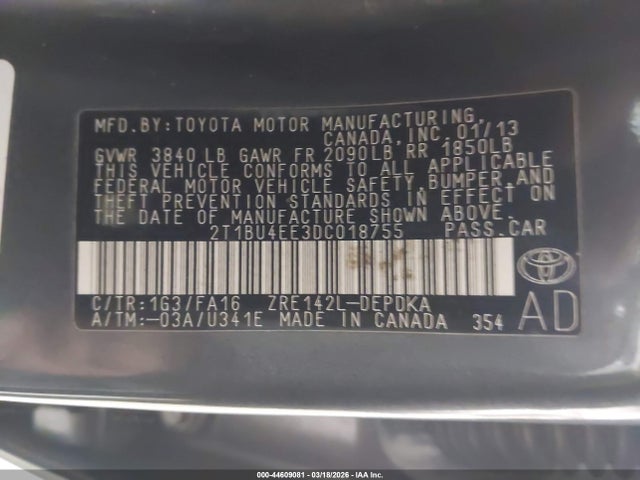 MFD. BY: TOYOTA MOTOR MANUFACTURING,
CANADA, INC. 01/13
GVWR 3840 LB GAWR FR 2090LB RR 1850LB
THIS VEHICLE CONFORMS TO ALL APPLICABLE
FEDERAL MOTOR VEHICLE SAFETY, BUMPER, AND
THEFT PREVENTION STANDARDS IN EFFECT ON
THE DATE OF MANUFACTURE SHOWN ABOVE.
2T1BU4EE3DC018755 PASS. CAR
C/TR: 1G3/FA16 ZRE142L-DEPDKA
A/TM: -03A/U341E MADE IN CANADA 354
AD
000-44609081 | 03/18/2026 | IAA Inc.